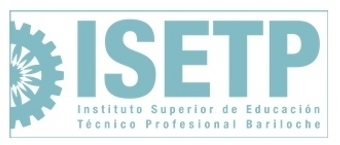 ISETP
Instituto Superior de Educación
Técnico Profesional Bariloche